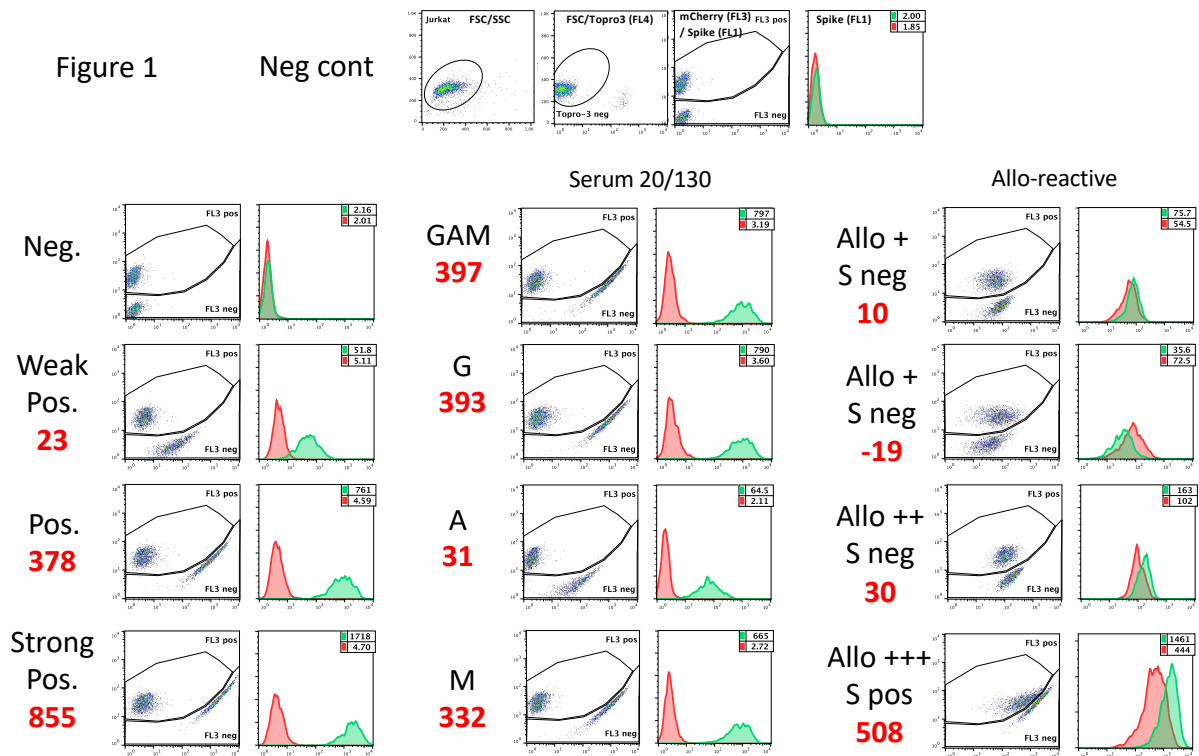 Figure 1
Neg cont
Jurkat FSC/SSC
FSC/Topro3 (FL4)
Topro-3 neg
mCherry (FL3)
/ Spike (FL1)
FL3 pos
FL3 neg
Spike (FL1)
2.00
1.85
Serum 20/130
Allo-reactive
Neg.
FL3 pos
FL3 neg
2.16
2.01
GAM
397
FL3 pos
FL3 neg
797
3.19
Allo +
S neg
10
FL3 pos
FL3 neg
75.7
54.5
Weak
Pos.
23
FL3 pos
FL3 neg
51.8
5.11
G
393
FL3 pos
FL3 neg
790
3.60
Allo +
S neg
-19
FL3 pos
FL3 neg
35.6
72.5
Pos.
378
FL3 pos
FL3 neg
761
4.59
A
31
FL3 pos
FL3 neg
64.5
2.11
Allo ++
S neg
30
FL3 pos
FL3 neg
163
102
Strong
Pos.
855
FL3 pos
FL3 neg
1718
4.70
M
332
FL3 pos
FL3 neg
665
2.72
Allo +++
S pos
508
FL3 pos
FL3 neg
1461
444